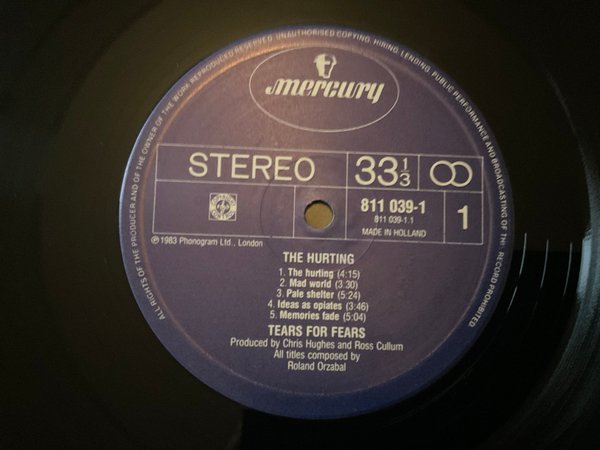 ALL RIGHTS OF THE PRODUCER AND OF THE OWNER OF THE WORK REPRODUCED RESERVED. UNAUTHORISED COPYING, HIRING, LENDING, PUBLIC PERFORMANCE AND BROADCASTING OF THIS RECORD PROHIBITED
mercury
STEREO
33 1/3
811 039-1
811 039-1.1
MADE IN HOLLAND
1
℗ 1983 Phonogram Ltd., London
THE HURTING
1. The hurting (4:15)
2. Mad world (3.30)
3. Pale shelter (5:24)
4. Ideas as opiates (3:46)
5. Memories fade (5:04)
TEARS FOR FEARS
Produced by Chris Hughes and Ross Cullum
All titles composed by
Roland Orzabal